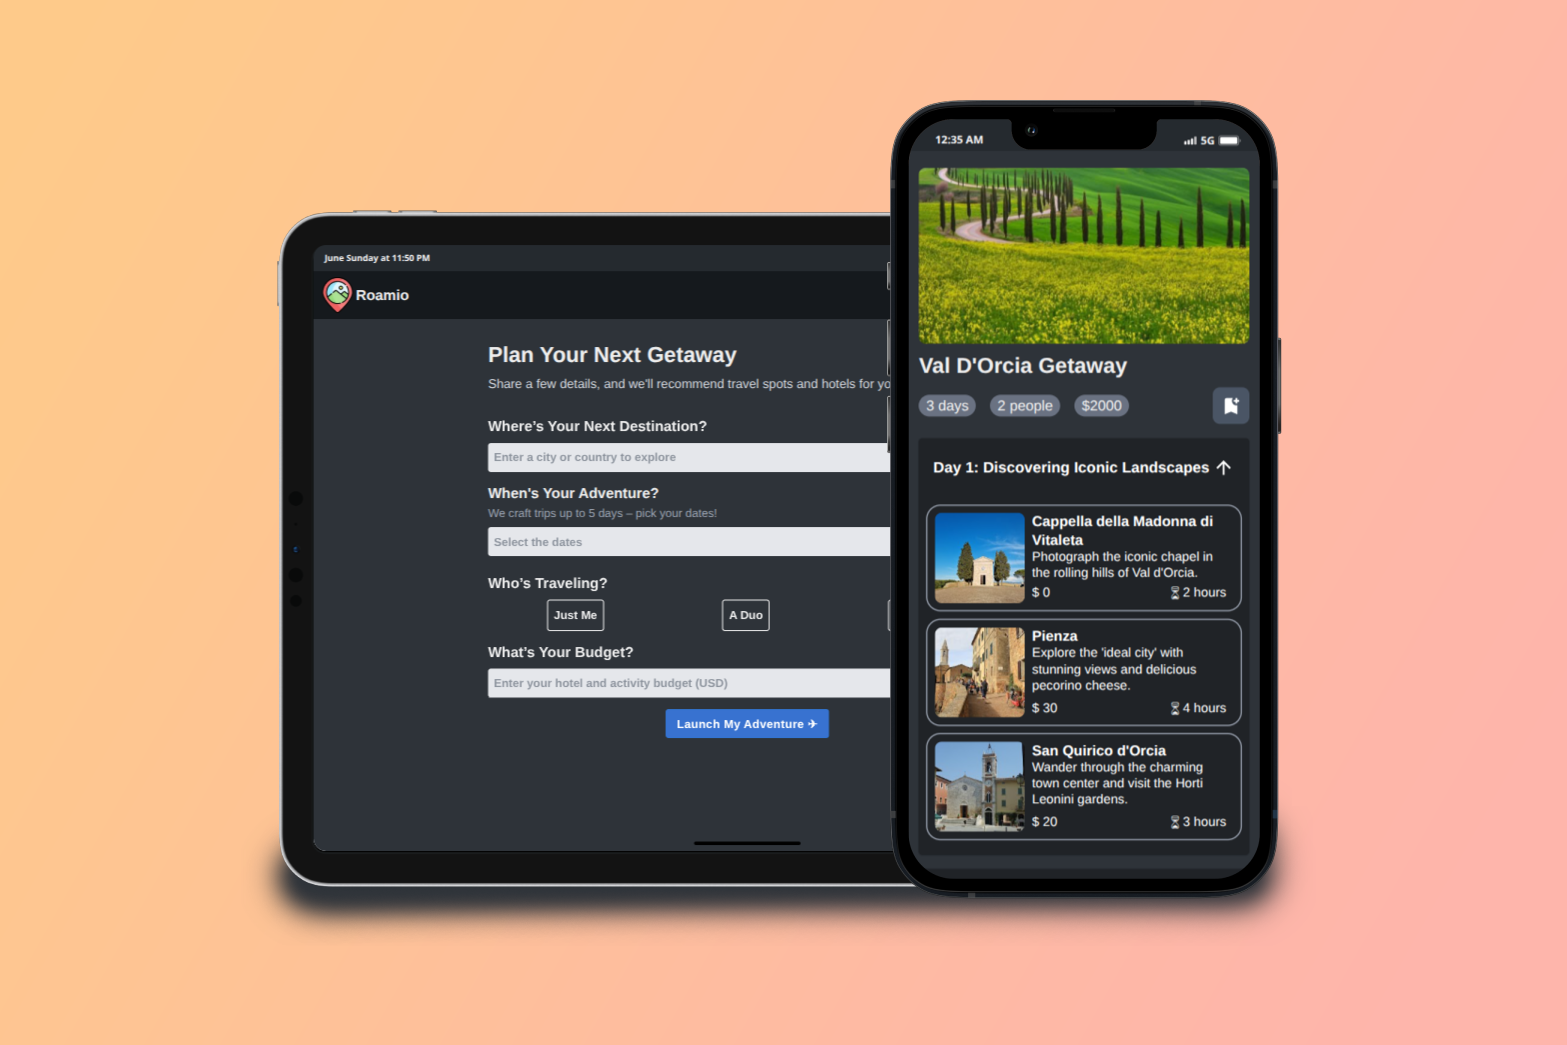 June Sunday at 11:50 PM
Roamio
Plan Your Next Getaway
Share a few details, and we'll recommend travel spots and hotels for
Where's Your Next Destination?
Enter a city or country to explore
When's Your Adventure?
We craft trips up to 5 days – pick your dates!
Select the dates
Who's Traveling?
Just Me
A Duo
What's Your Budget?
Enter your hotel and activity budget (USD)
Launch My Adventure ✈
12:35 AM
5G
Val D'Orcia Getaway
3 days
2 people
$2000
Day 1: Discovering Iconic Landscapes
Cappella della Madonna di
Vitaleta
Photograph the iconic chapel in
the rolling hills of Val d'Orcia.
$ 0
2 hours
Pienza
Explore the 'ideal city' with
stunning views and delicious
pecorino cheese.
$ 30
4 hours
San Quirico d'Orcia
Wander through the charming
town center and visit the Horti
Leonini gardens.
$ 20
3 hours